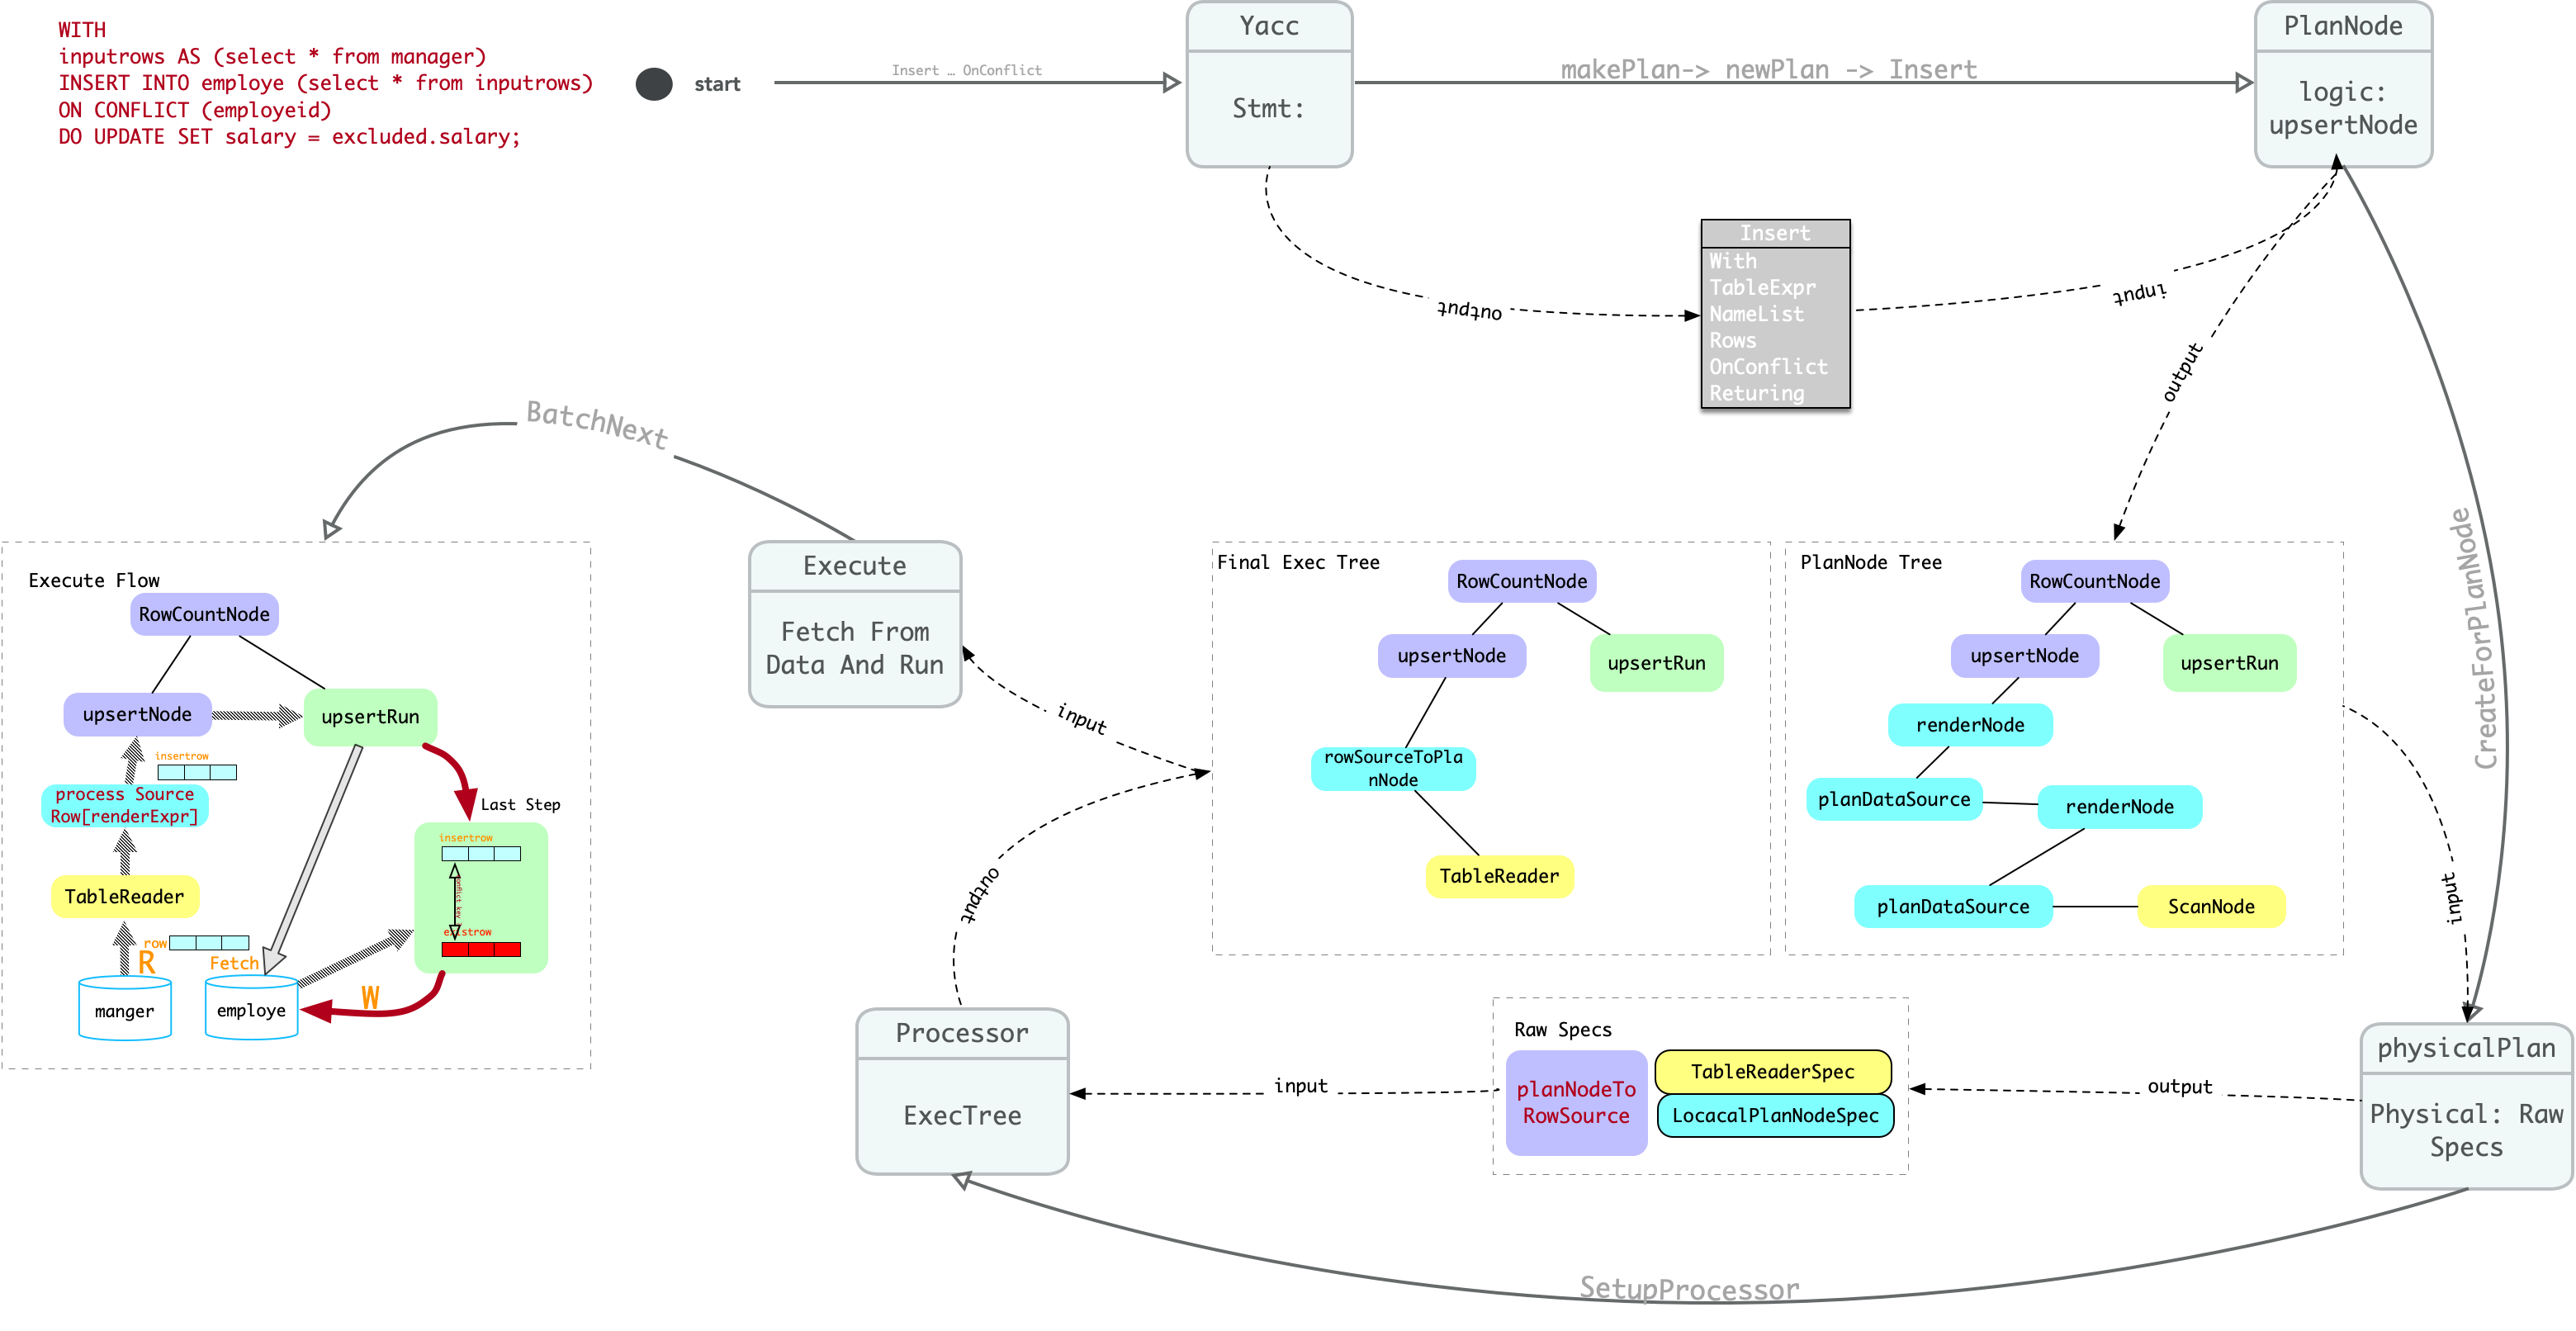 WITH
inputrows AS (select * from manager)
INSERT INTO employe (select * from inputrows)
ON CONFLICT (employeid)
DO UPDATE SET salary = excluded.salary;
start
Insert … OnConflict
Yacc
Stmt:
makePlan-> newPlan -> Insert
PlanNode
logic:
upsertNode
output
Insert
With
TableExpr
NameList
Rows
OnConflict
Returing
input
output
CreateForPlanNode
BatchNext
Execute
Fetch From
Data And Run
input
Final Exec Tree
RowCountNode
upsertNode
upsertRun
rowSourceToPla
nNode
TableReader
PlanNode Tree
RowCountNode
upsertNode
upsertRun
renderNode
planDataSource
renderNode
planDataSource
ScanNode
input
Execute Flow
RowCountNode
upsertNode
upsertRun
insertrow
process Source
Row[renderExpr]
Last Step
insertrow
conflict key
existrow
TableReader
row
R
Fetch
W
manger
employe
output
Processor
ExecTree
input
Raw Specs
planNodeTo
RowSource
TableReaderSpec
LocacalPlanNodeSpec
output
physicalPlan
Physical: Raw
Specs
SetupProcessor